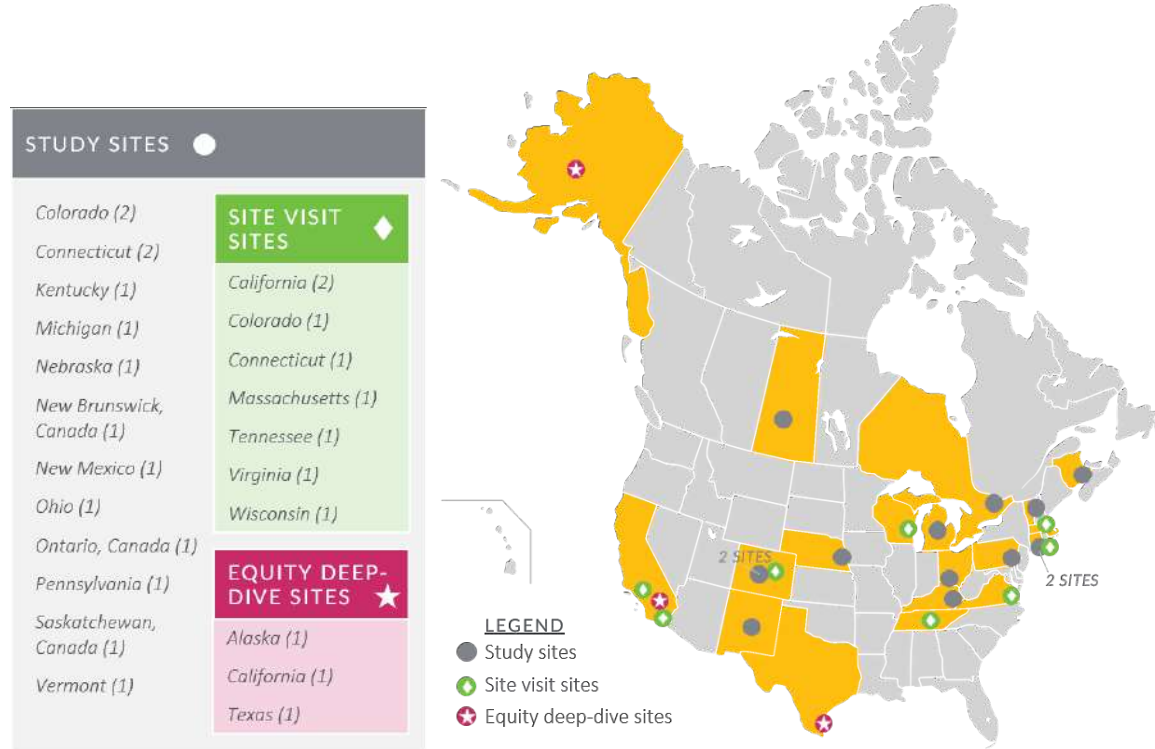 STUDY SITES
Colorado (2)
Connecticut (2)
Kentucky (1)
Michigan (1)
Nebraska (1)
New Brunswick,
Canada (1)
New Mexico (1)
Ohio (1)
Ontario, Canada (1)
Pennsylvania (1)
Saskatchewan,
Canada (1)
Vermont (1)
SITE VISIT
SITES
California (2)
Colorado (1)
Connecticut (1)
Massachusetts (1)
Tennessee (1)
Virginia (1)
Wisconsin (1)
EQUITY DEEP-
DIVE SITES
Alaska (1)
California (1)
Texas (1)
2 SITES
2 SITES
LEGEND
Study sites
Site visit sites
Equity deep-dive sites